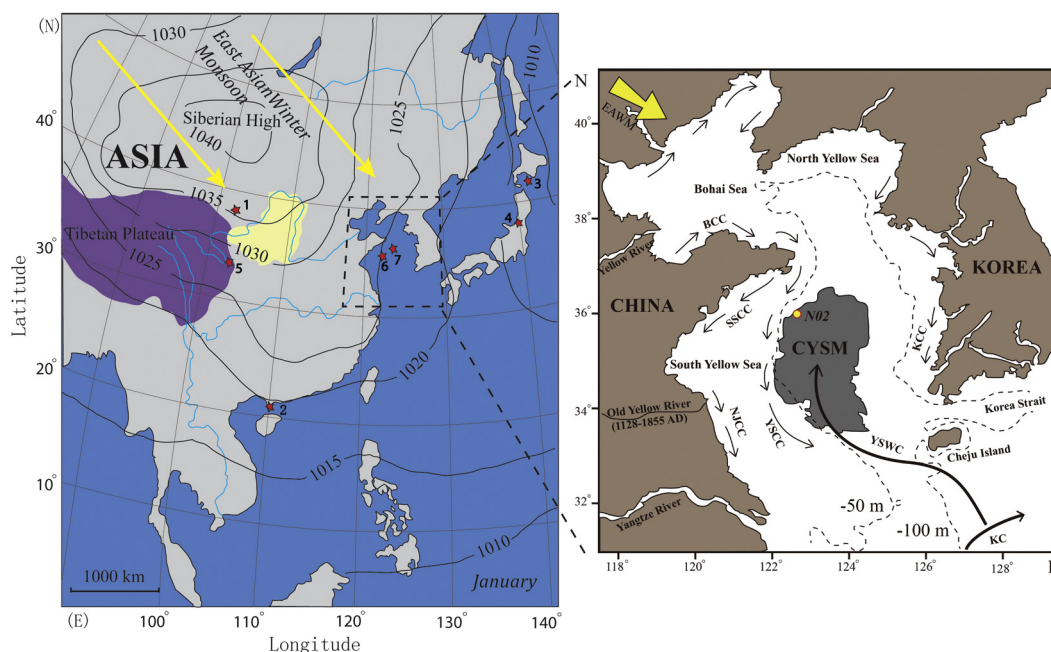 (N)
1030
1010
East Asian Winter
Monsoon
1025
Siberian High
1040
ASIA
1035
1
3
4
Tibetan Plateau
1030
1025
5
6
7
1020
2
1015
1010
1000 km
January
40°
30°
20°
10°
Latitude
(E)
100°
110°
120°
130°
140°
Longitude
N
EAWM
North Yellow Sea
Bohai Sea
BCC
Yellow River
KOREA
CHINA
N02
SSCC
CYSM
KCC
South Yellow Sea
Old Yellow River
(1128-1855 AD)
Korea Strait
NJCC
YSCC
YSWC
Cheju Island
-50 m
-100 m
Yangtze River
KC
40°
38°
36°
34°
32°
118°
120°
122°
124°
126°
128°